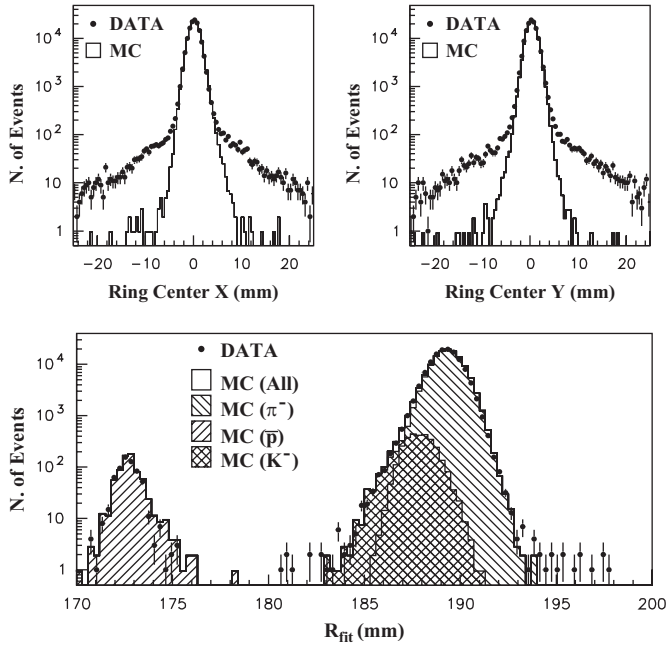 DATA
MC
N. of Events
10⁴
10³
10²
10
1
−20 −10 0 10 20
Ring Center X (mm)
DATA
MC
N. of Events
10⁴
10³
10²
10
1
−20 −10 0 10 20
Ring Center Y (mm)
DATA
MC (All)
MC (π⁻)
MC (p̅)
MC (K⁻)
N. of Events
10⁴
10³
10²
10
1
170 175 180 185 190 195 200
R_fit (mm)